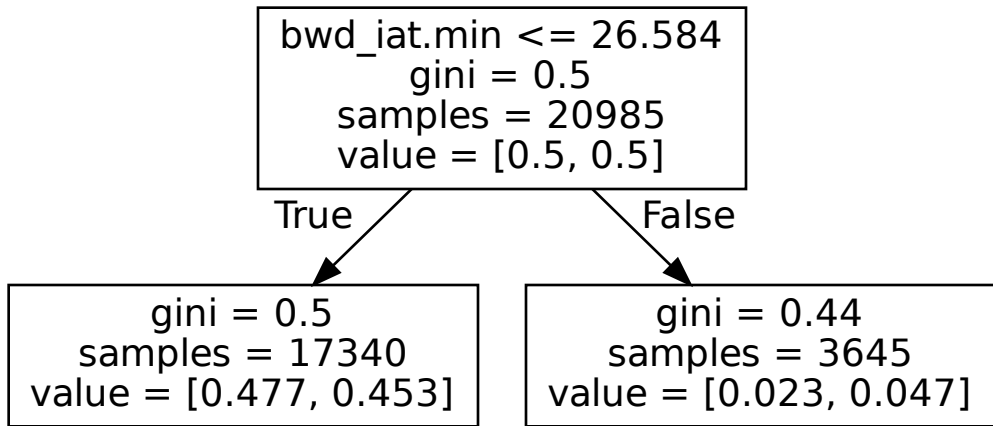 bwd_iat.min <= 26.584
gini = 0.5
samples = 20985
value = [0.5, 0.5]
True
False
gini = 0.5
samples = 17340
value = [0.477, 0.453]
gini = 0.44
samples = 3645
value = [0.023, 0.047]